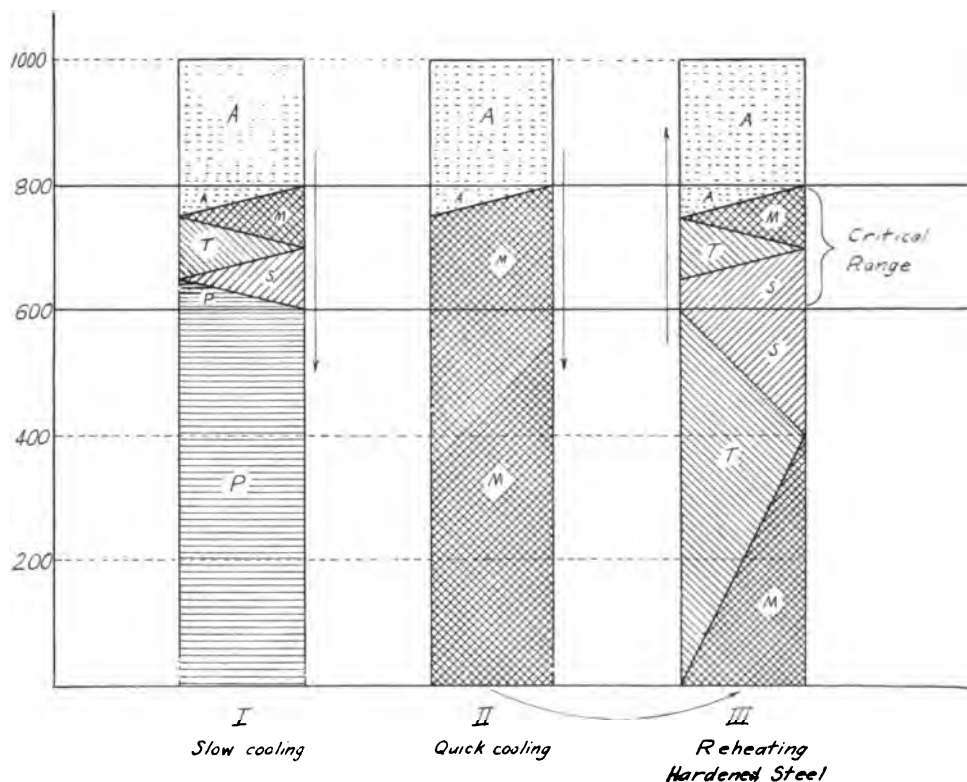 1000
800
600
400
200
A
A
M
T
S
P
P
A
A
M
M
A
A
M
T
S
S
T
M
Critical
Range
I
Slow cooling
II
Quick cooling
III
Reheating
Hardened Steel